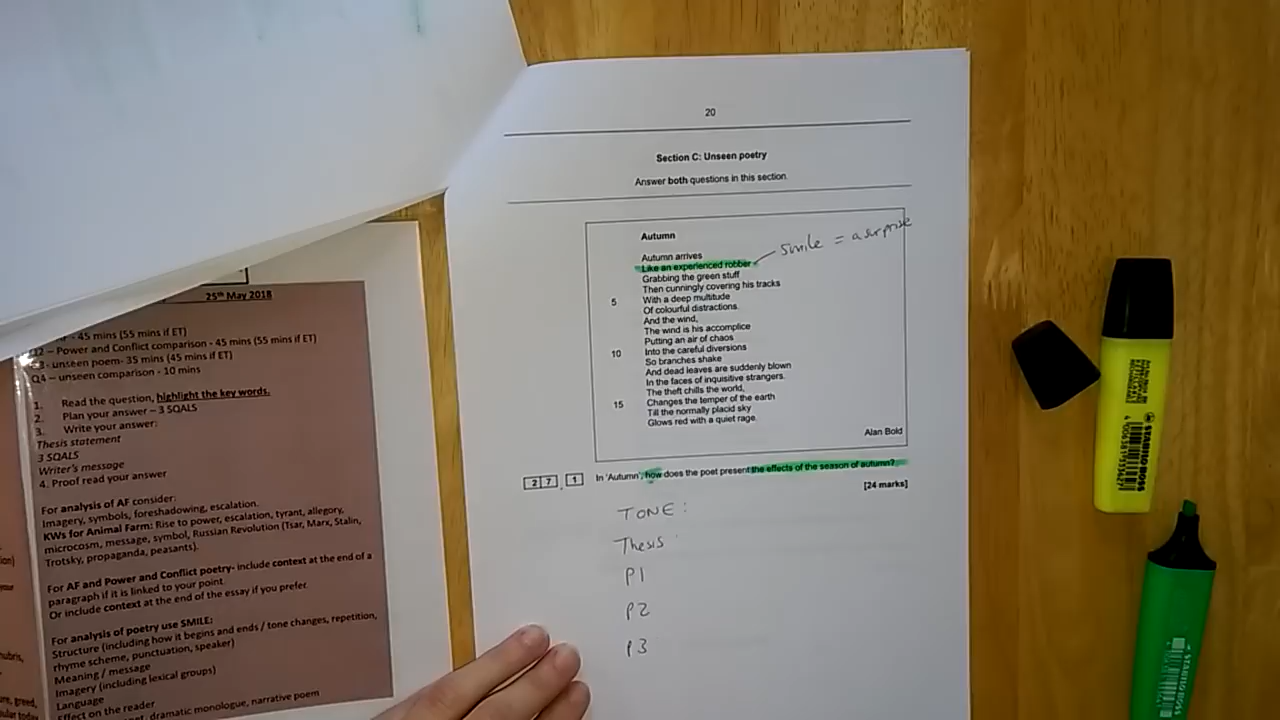 20
Section C: Unseen poetry
Answer both questions in this section.
Autumn
Autumn arrives
Like an experienced robber
simile = a surprise
Grabbing the green stuff
Then cunningly covering his tracks
5 With a deep multitude
Of colourful distractions.
And the wind,
The wind is his accomplice
Putting an air of chaos
10 Into the careful diversions
So branches shake
And dead leaves are suddenly blown
In the faces of inquisitive strangers.
The theft chills the world,
15 Changes the temper of the earth
Till the normally placid sky
Glows red with a quiet rage.
Alan Bold
2 7 . 1 In 'Autumn', how does the poet present the effects of the season of autumn?
[24 marks]
TONE:
Thesis
P1
P2
P3
25th May 2018
- 45 mins (55 mins if ET)
– Power and Conflict comparison - 45 mins (55 mins if ET)
- unseen poem- 35 mins (45 mins if ET)
Q4 – unseen comparison - 10 mins
1. Read the question, highlight the key words.
2. Plan your answer – 3 SQALS
3. Write your answer:
Thesis statement
3 SQALS
Writer's message
4. Proof read your answer
For analysis of AF consider:
Imagery, symbols, foreshadowing, escalation.
KWs for Animal Farm: Rise to power, escalation, tyrant, allegory,
microcosm, message, symbol, Russian Revolution (Tsar, Marx, Stalin,
Trotsky, propaganda, peasants).
For AF and Power and Conflict poetry- include context at the end of a
paragraph if it is linked to your point.
Or include context at the end of the essay if you prefer.
For analysis of poetry use SMILE:
Structure (including how it begins and ends / tone changes, repetition,
rhyme scheme, punctuation, speaker)
Meaning / message
Imagery (including lexical groups)
Language
Effect on the reader
dramatic monologue, narrative poem
STABILO BOSS
STABILO BOSS